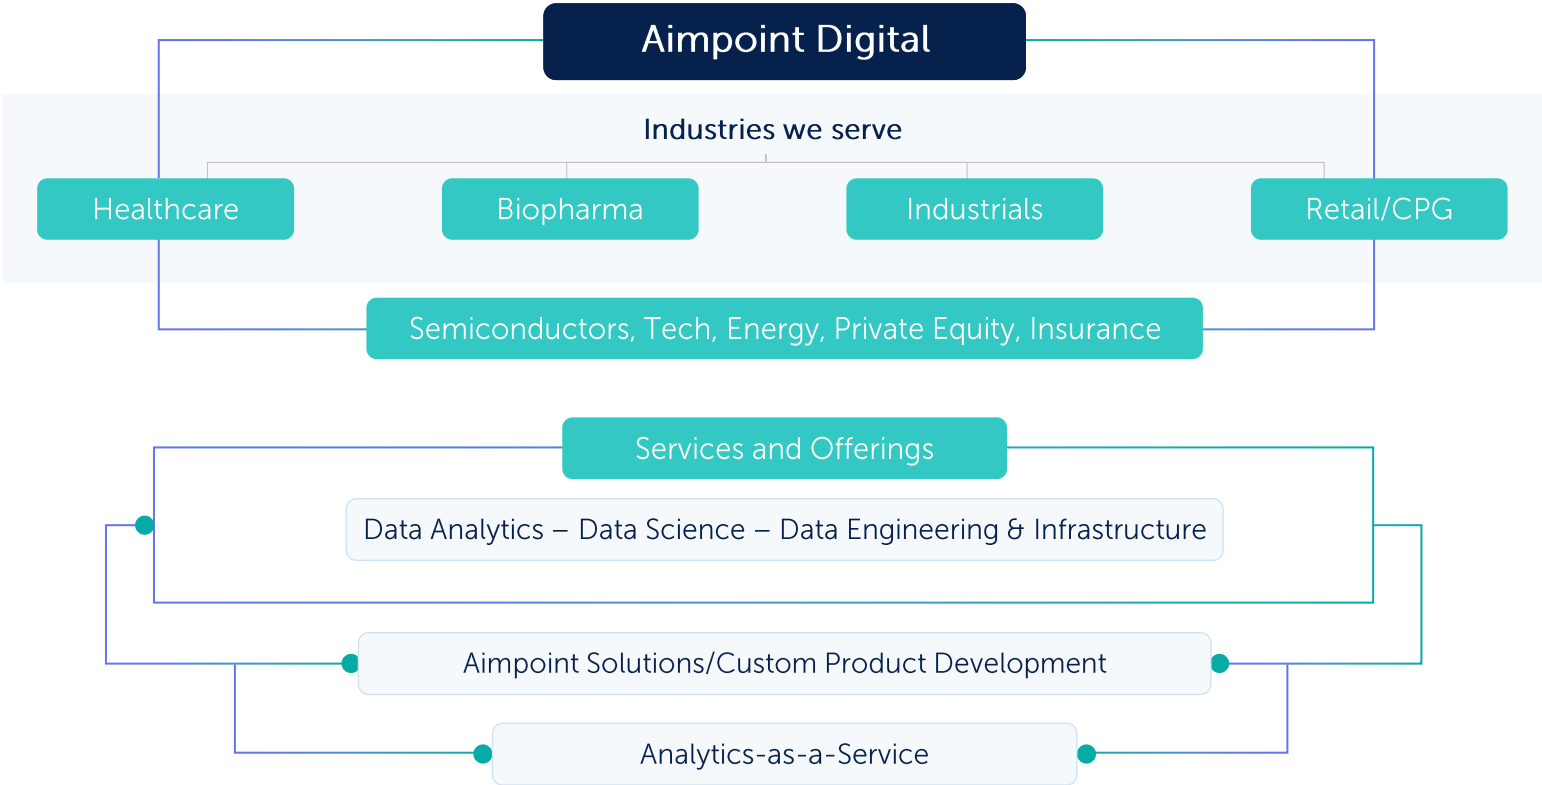 Aimpoint Digital
Industries we serve
Healthcare
Biopharma
Industrials
Retail/CPG
Semiconductors, Tech, Energy, Private Equity, Insurance
Services and Offerings
Data Analytics – Data Science – Data Engineering & Infrastructure
Aimpoint Solutions/Custom Product Development
Analytics-as-a-Service